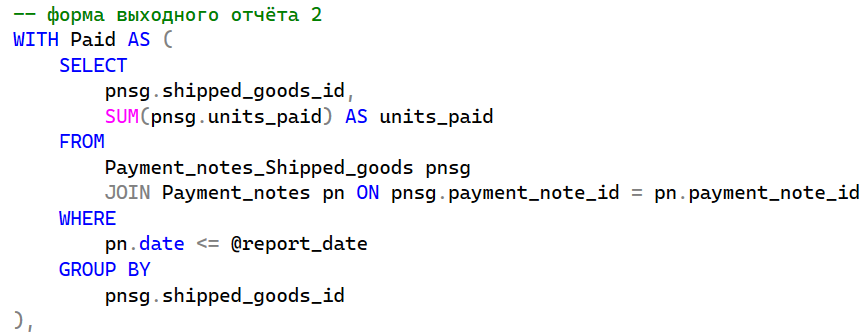 -- форма выходного отчёта 2
WITH Paid AS (
    SELECT
        pnsg.shipped_goods_id,
        SUM(pnsg.units_paid) AS units_paid
    FROM
        Payment_notes_Shipped_goods pnsg
        JOIN Payment_notes pn ON pnsg.payment_note_id = pn.payment_note_id
    WHERE
        pn.date <= @report_date
    GROUP BY
        pnsg.shipped_goods_id
),